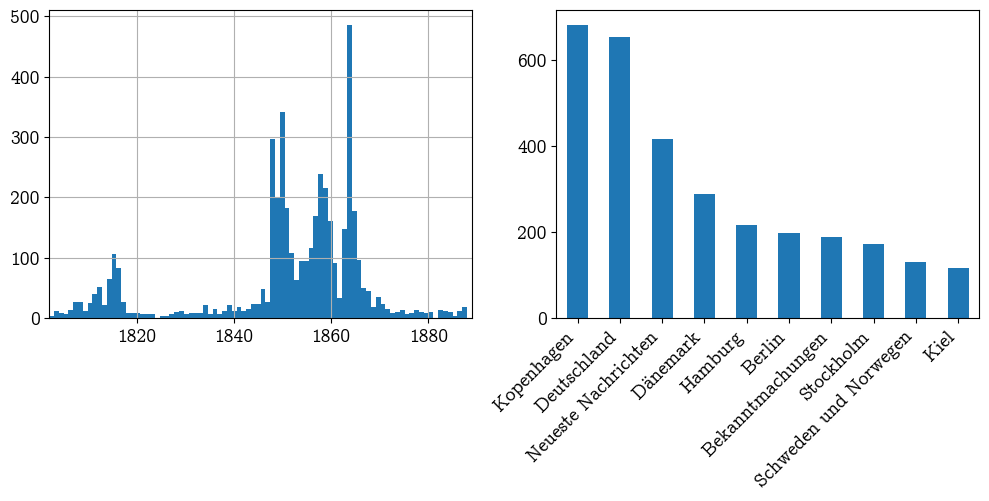 500
400
300
200
100
0
1820
1840
1860
1880
600
400
200
0
Kopenhagen
Deutschland
Neueste Nachrichten
Dänemark
Hamburg
Berlin
Bekanntmachungen
Stockholm
Schweden und Norwegen
Kiel